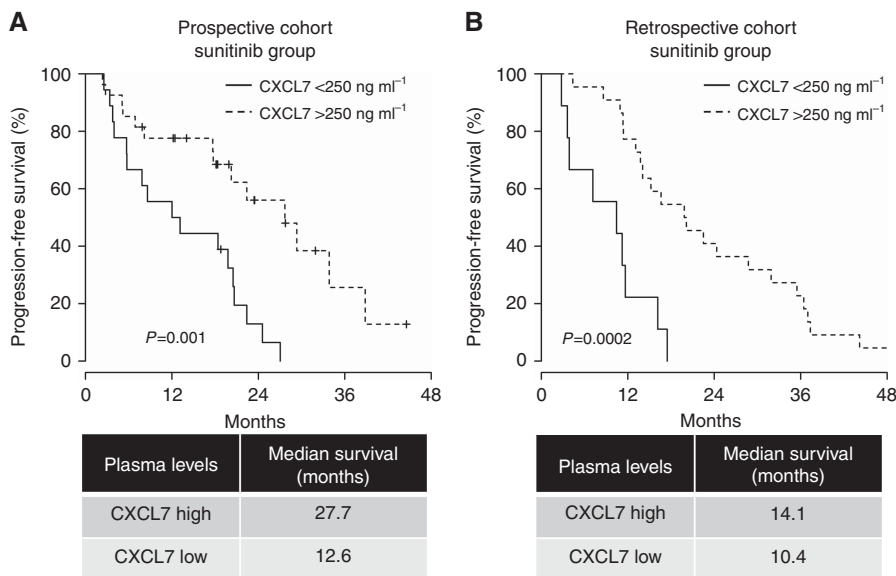 A
Prospective cohort
sunitinib group
CXCL7 <250 ng ml⁻¹
CXCL7 >250 ng ml⁻¹
Progression-free survival (%)
100
80
60
40
20
0
P=0.001
0 12 24 36 48
Months
Plasma levels Median survival (months)
CXCL7 high 27.7
CXCL7 low 12.6
B
Retrospective cohort
sunitinib group
CXCL7 <250 ng ml⁻¹
CXCL7 >250 ng ml⁻¹
Progression-free survival (%)
100
80
60
40
20
0
P=0.0002
0 12 24 36 48
Months
Plasma levels Median survival (months)
CXCL7 high 14.1
CXCL7 low 10.4